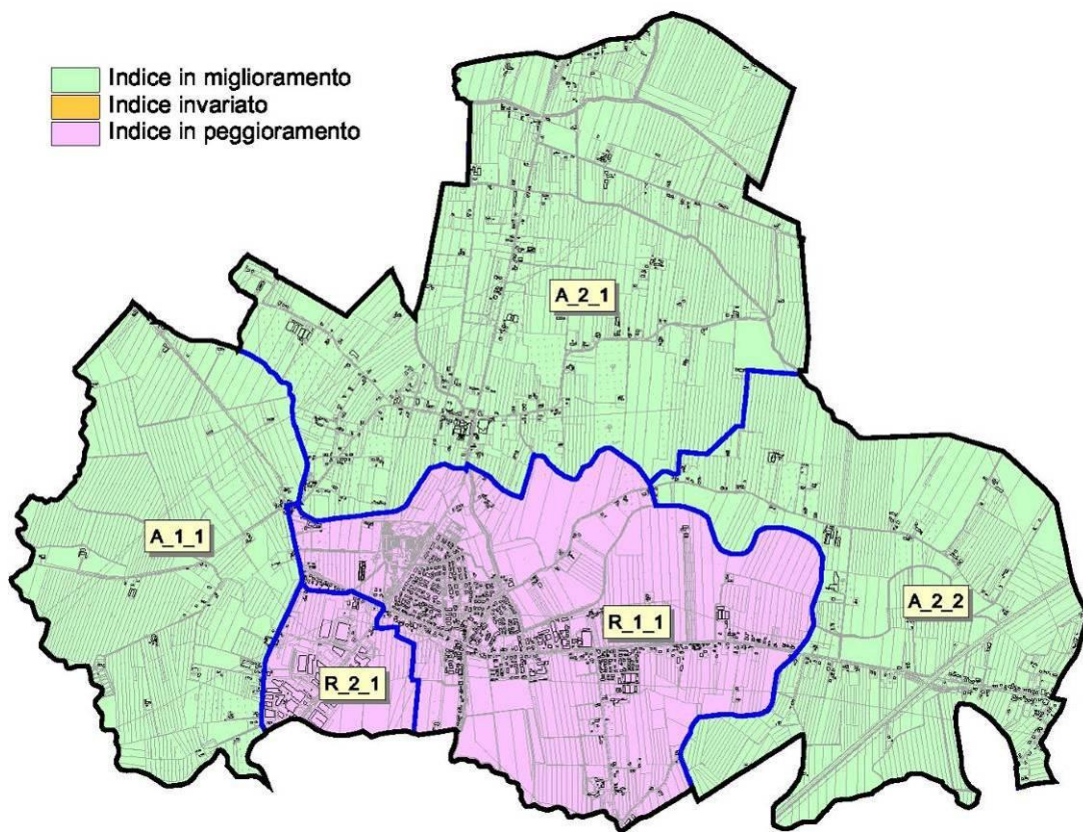 Indice in miglioramento
Indice invariato
Indice in peggioramento
A_2_1
A_1_1
A_2_2
R_1_1
R_2_1